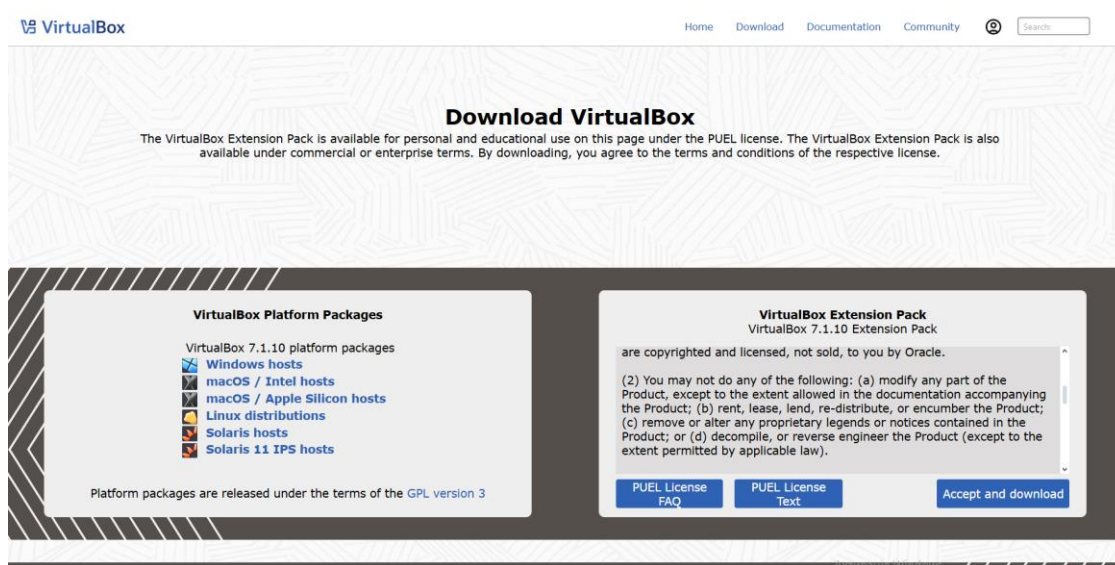 VirtualBox
Home Download Documentation Community Search:
Download VirtualBox
The VirtualBox Extension Pack is available for personal and educational use on this page under the PUEL license. The VirtualBox Extension Pack is also
available under commercial or enterprise terms. By downloading, you agree to the terms and conditions of the respective license.
VirtualBox Platform Packages
VirtualBox 7.1.10 platform packages
Windows hosts
macOS / Intel hosts
macOS / Apple Silicon hosts
Linux distributions
Solaris hosts
Solaris 11 IPS hosts
Platform packages are released under the terms of the GPL version 3
VirtualBox Extension Pack
VirtualBox 7.1.10 Extension Pack
are copyrighted and licensed, not sold, to you by Oracle.
(2) You may not do any of the following: (a) modify any part of the
Product, except to the extent allowed in the documentation accompanying
the Product; (b) rent, lease, lend, re-distribute, or encumber the Product;
(c) remove or alter any proprietary legends or notices contained in the
Product; or (d) decompile, or reverse engineer the Product (except to the
extent permitted by applicable law).
PUEL License
FAQ
PUEL License
Text
Accept and download